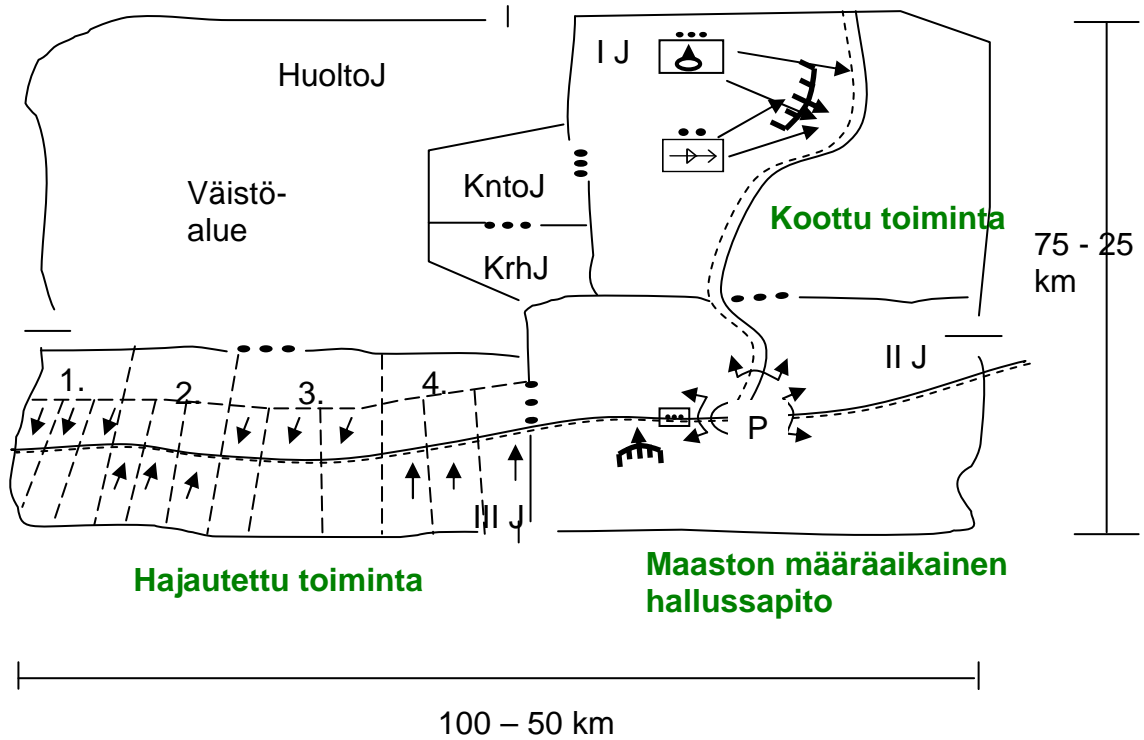 I J
HuoltoJ
KntoJ
Väistö-
alue
Koottu toiminta
75 - 25
km
KrhJ
II J
1.
2.
3.
4.
P
III J
Hajautettu toiminta
Maaston määräaikainen
hallussapito
100 – 50 km